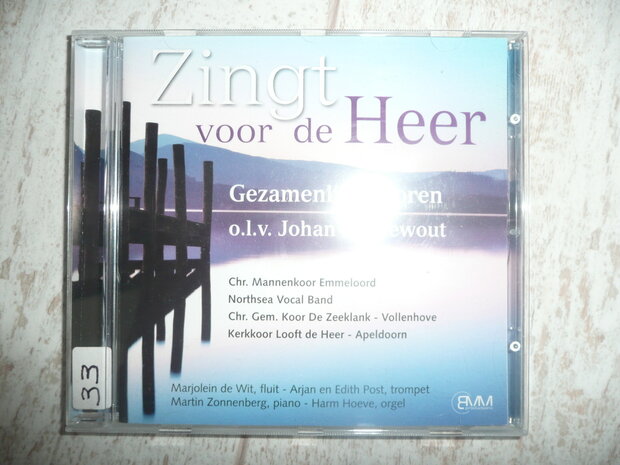 Zingt
voor de Heer
o.l.v. Johan
Chr. Mannenkoor Emmeloord
Northsea Vocal Band
Chr. Gem. Koor De Zeeklank - Vollenhove
Kerkkoor Looft de Heer - Apeldoorn
Marjolein de Wit, fluit - Arjan en Edith Post, trompet
Martin Zonnenberg, piano - Harm Hoeve, orgel
33